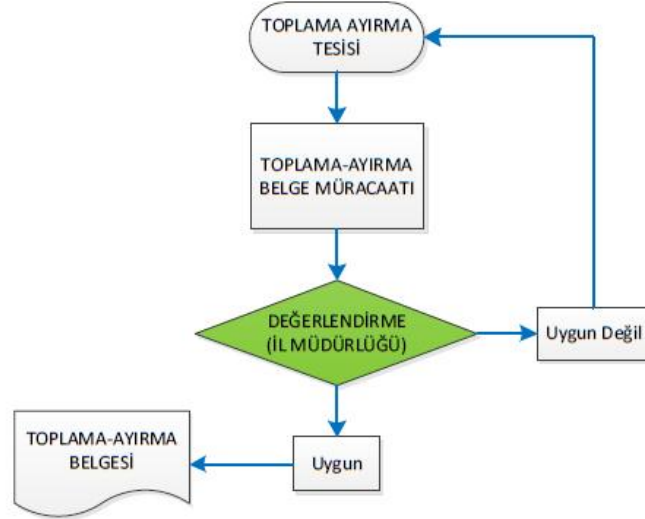 TOPLAMA AYIRMA
TESİSİ
TOPLAMA-AYIRMA
BELGE MÜRACAATI
DEĞERLENDİRME
(İL MÜDÜRLÜĞÜ)
Uygun Değil
Uygun
TOPLAMA-AYIRMA
BELGESİ